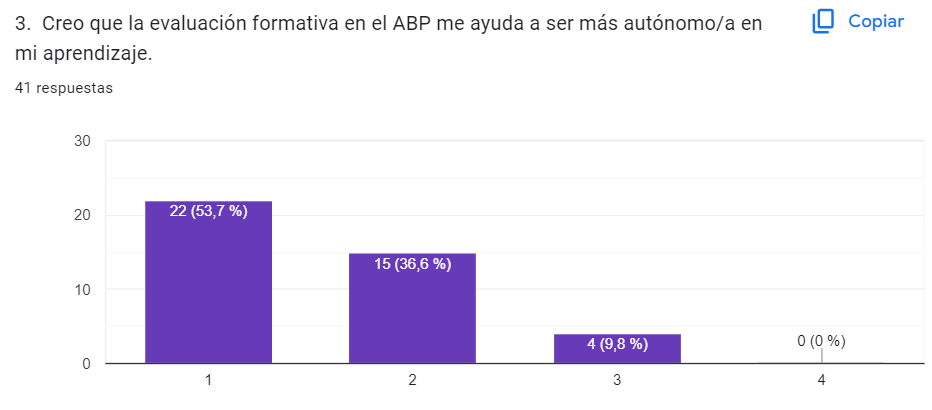 3.  Creo que la evaluación formativa en el ABP me ayuda a ser más autónomo/a en
mi aprendizaje.
Copiar
41 respuestas
30
20
10
0
22 (53,7 %)
15 (36,6 %)
4 (9,8 %)
0 (0 %)
1
2
3
4